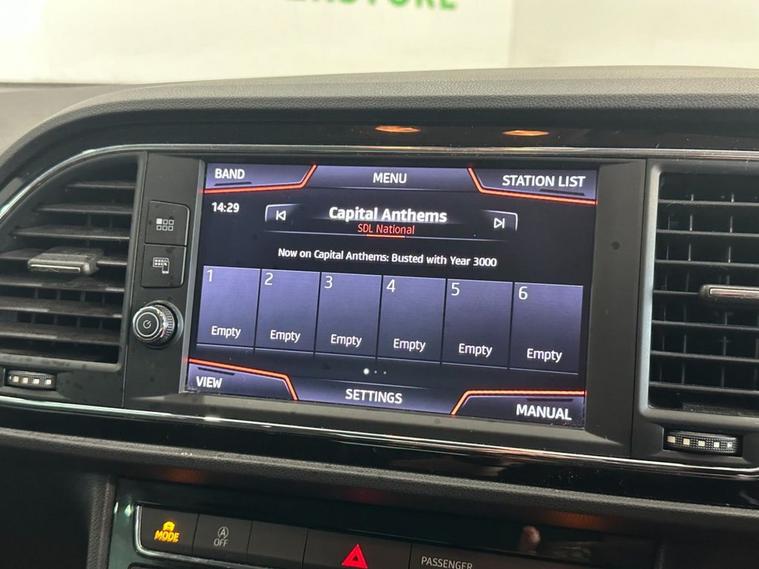 BAND
MENU
STATION LIST
14:29
Capital Anthems
SDL National
Now on Capital Anthems: Busted with Year 3000
1
2
3
4
5
6
Empty
Empty
Empty
Empty
Empty
Empty
VIEW
SETTINGS
MANUAL
MODE
A
OFF
PASSENGER